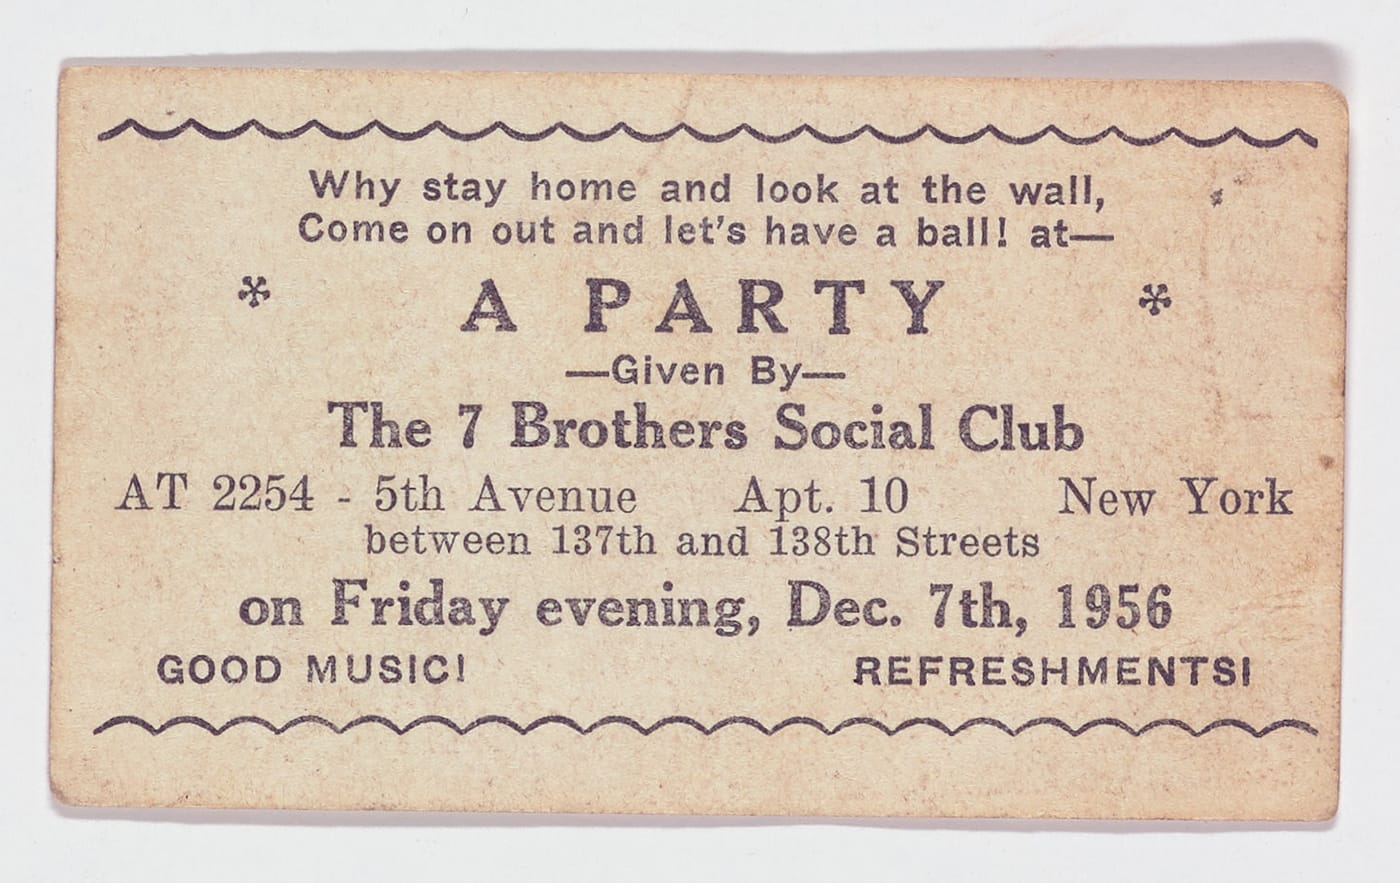 Why stay home and look at the wall,
Come on out and let's have a ball! at—
* A PARTY *
—Given By—
The 7 Brothers Social Club
AT 2254 - 5th Avenue Apt. 10 New York
between 137th and 138th Streets
on Friday evening, Dec. 7th, 1956
GOOD MUSIC! REFRESHMENTS!